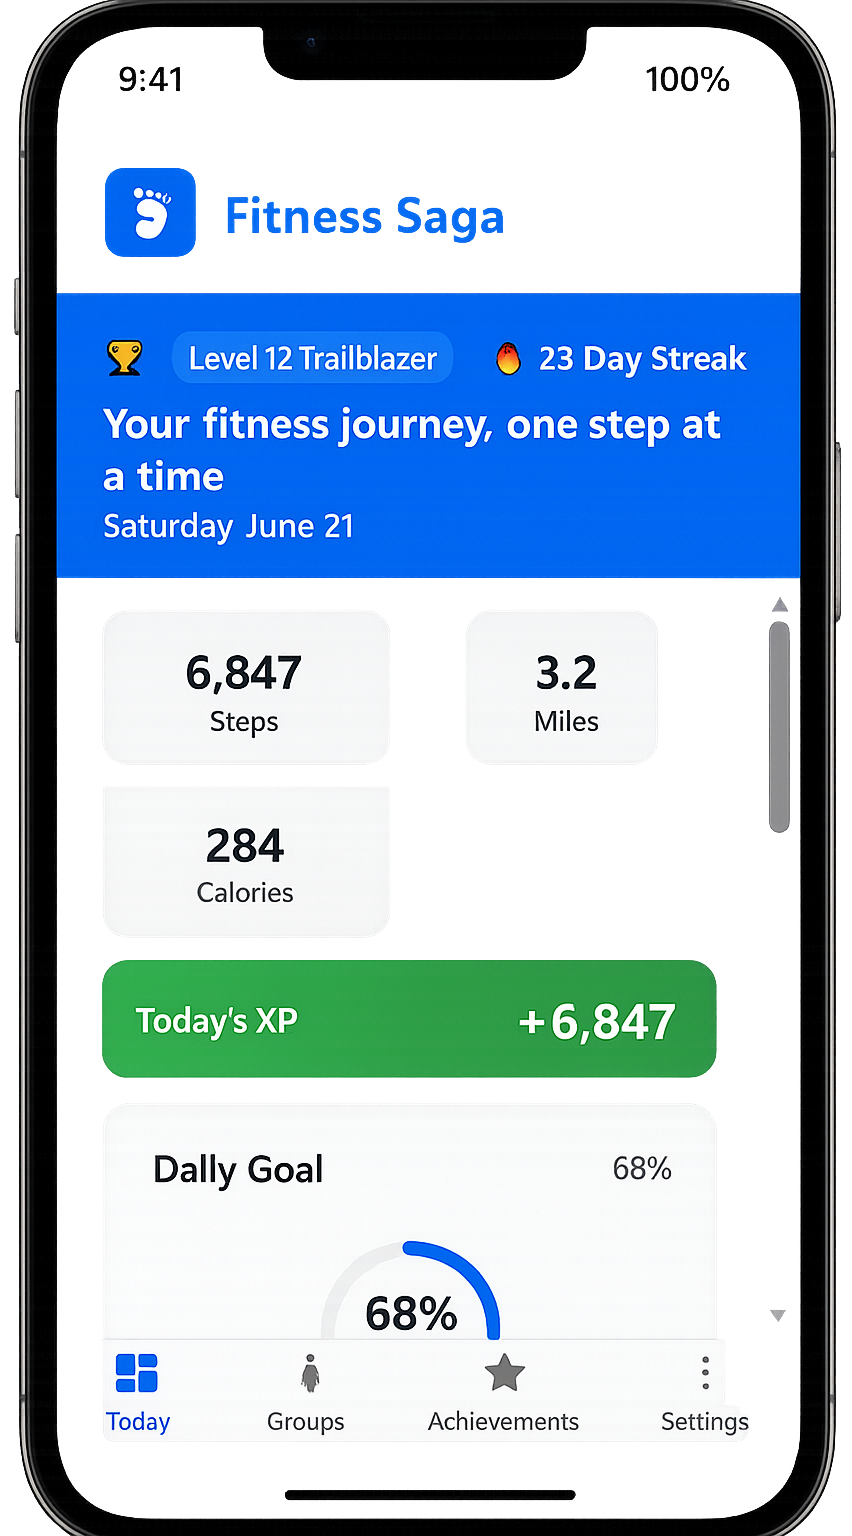 9:41 100%
Fitness Saga
Level 12 Trailblazer 23 Day Streak
Your fitness journey, one step at
a time
Saturday June 21
6,847
Steps
3.2
Miles
284
Calories
Today's XP +6,847
Dally Goal 68%
68%
Today Groups Achievements Settings